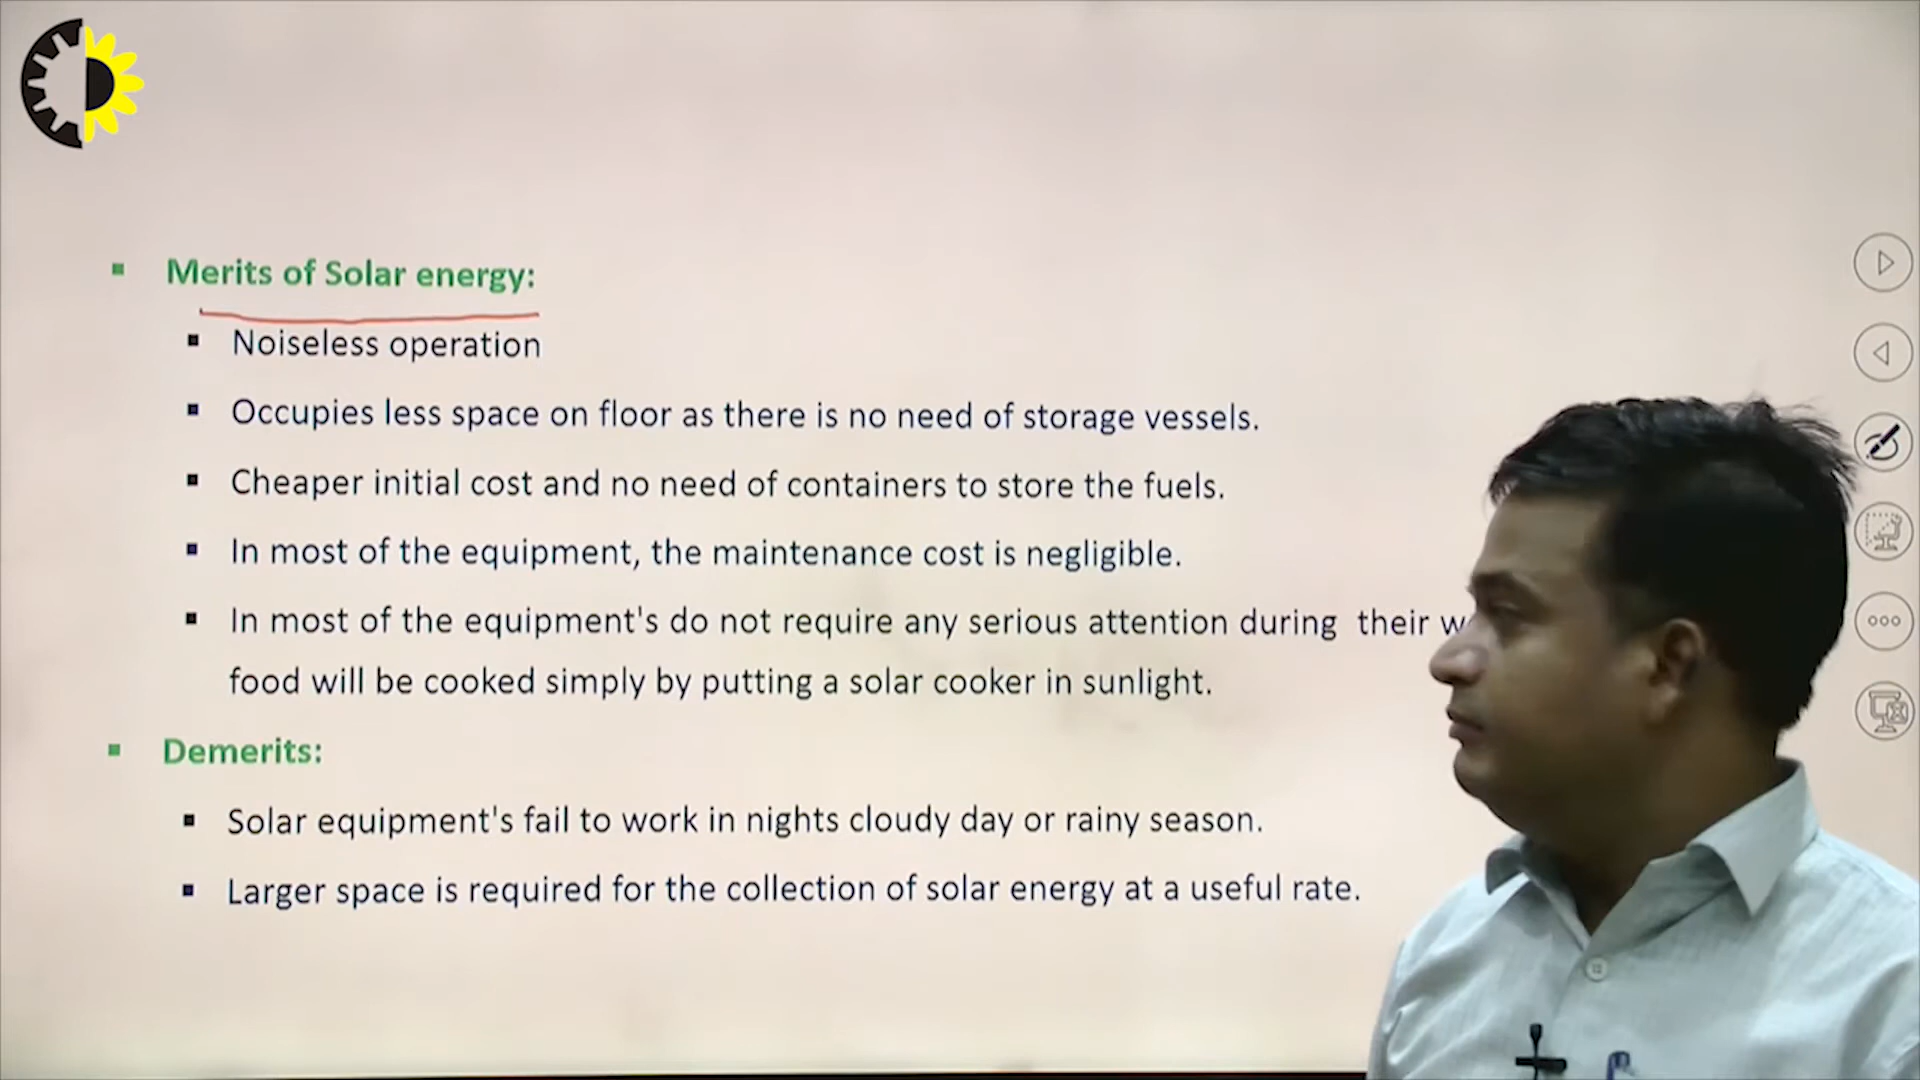 Merits of Solar energy:
Noiseless operation
Occupies less space on floor as there is no need of storage vessels.
Cheaper initial cost and no need of containers to store the fuels.
In most of the equipment, the maintenance cost is negligible.
In most of the equipment's do not require any serious attention during their
food will be cooked simply by putting a solar cooker in sunlight.
Demerits:
Solar equipment's fail to work in nights cloudy day or rainy season.
Larger space is required for the collection of solar energy at a useful rate.